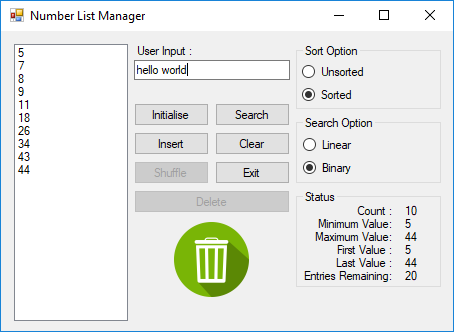 Number List Manager
5
7
8
9
11
18
26
34
43
44
User Input :
hello world
Initialise
Search
Insert
Clear
Shuffle
Exit
Delete
Sort Option
Unsorted
Sorted
Search Option
Linear
Binary
Status
Count : 10
Minimum Value: 5
Maximum Value: 44
First Value : 5
Last Value : 44
Entries Remaining: 20